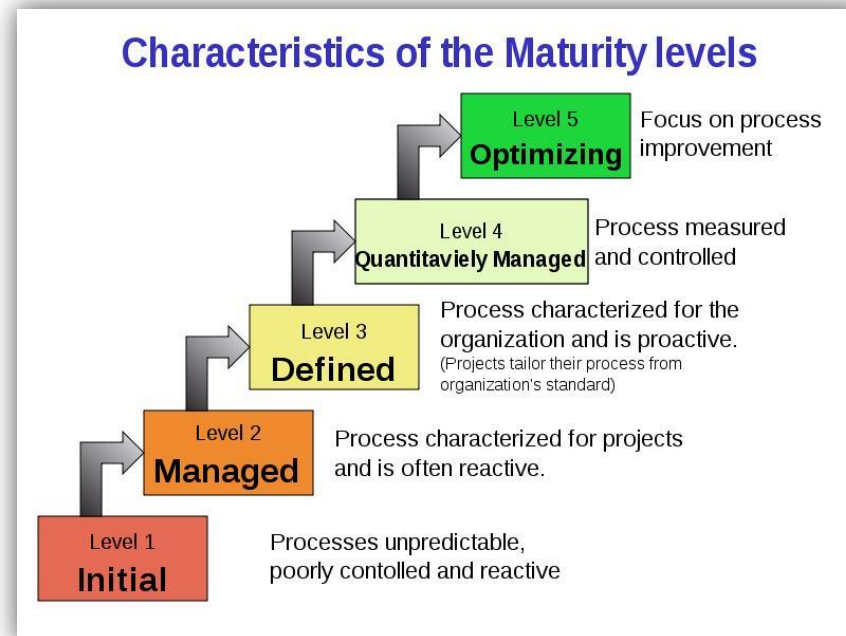 Characteristics of the Maturity levels
Level 5
Optimizing
Focus on process
improvement
Level 4
Quantitaviely Managed
Process measured
and controlled
Level 3
Defined
Process characterized for the
organization and is proactive.
(Projects tailor their process from
organization's standard)
Level 2
Managed
Process characterized for projects
and is often reactive.
Level 1
Initial
Processes unpredictable,
poorly contolled and reactive